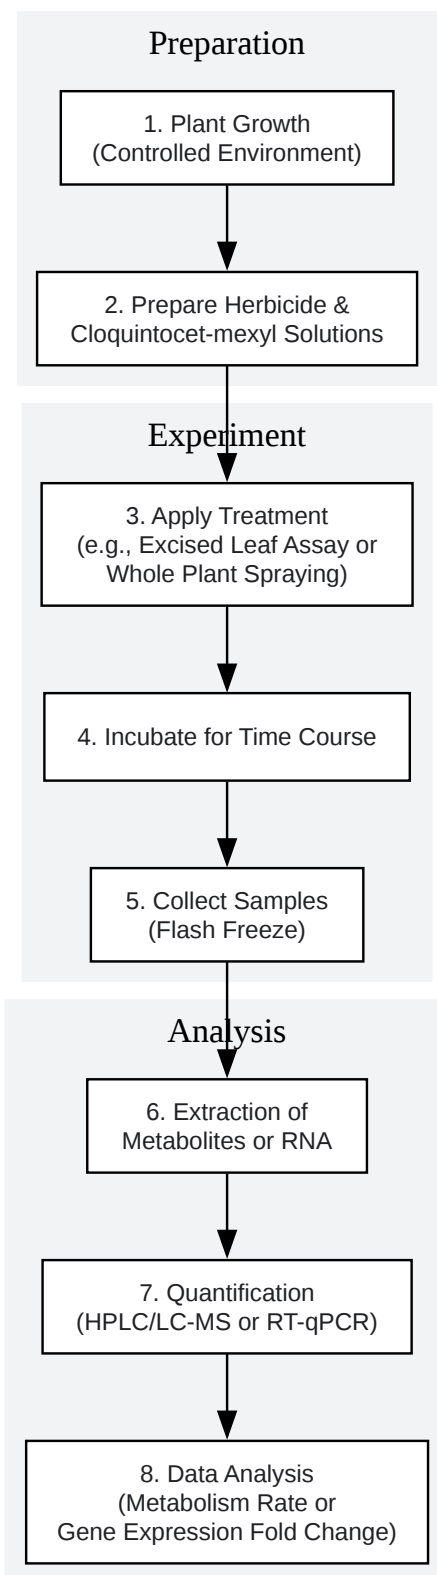 Preparation
1. Plant Growth
(Controlled Environment)
2. Prepare Herbicide &
Cloquintocet-mexyl Solutions
Experiment
3. Apply Treatment
(e.g., Excised Leaf Assay or
Whole Plant Spraying)
4. Incubate for Time Course
5. Collect Samples
(Flash Freeze)
Analysis
6. Extraction of
Metabolites or RNA
7. Quantification
(HPLC/LC-MS or RT-qPCR)
8. Data Analysis
(Metabolism Rate or
Gene Expression Fold Change)